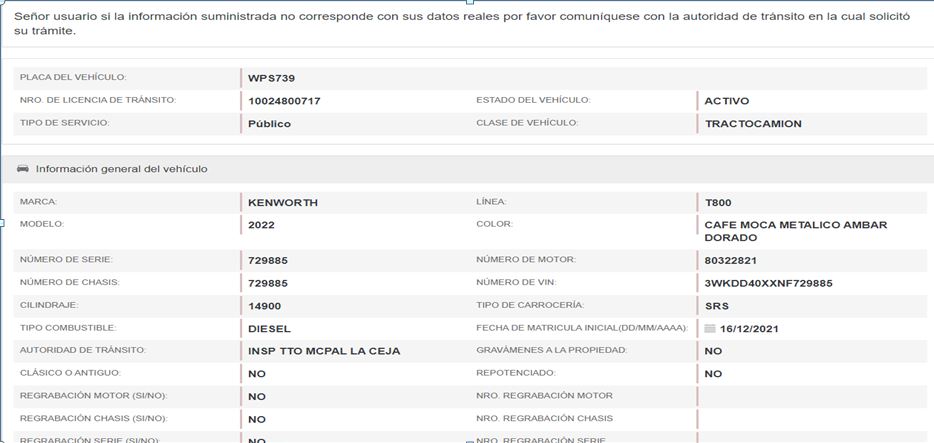 Señor usuario si la información suministrada no corresponde con sus datos reales por favor comuníquese con la autoridad de tránsito en la cual solicitó
su trámite.
PLACA DEL VEHÍCULO: WPS739
NRO. DE LICENCIA DE TRÁNSITO: 10024800717 ESTADO DEL VEHÍCULO: ACTIVO
TIPO DE SERVICIO: Público CLASE DE VEHÍCULO: TRACTOCAMION
Información general del vehículo
MARCA: KENWORTH LÍNEA: T800
MODELO: 2022 COLOR: CAFE MOCA METALICO AMBAR
DORADO
NÚMERO DE SERIE: 729885 NÚMERO DE MOTOR: 80322821
NÚMERO DE CHASIS: 729885 NÚMERO DE VIN: 3WKDD40XXNF729885
CILINDRAJE: 14900 TIPO DE CARROCERÍA: SRS
TIPO COMBUSTIBLE: DIESEL FECHA DE MATRICULA INICIAL(DD/MM/AAAA): 16/12/2021
AUTORIDAD DE TRÁNSITO: INSP TTO MCPAL LA CEJA GRAVÁMENES A LA PROPIEDAD: NO
CLÁSICO O ANTIGUO: NO REPOTENCIADO: NO
REGRABACIÓN MOTOR (SI/NO): NO NRO. REGRABACIÓN MOTOR
REGRABACIÓN CHASIS (SI/NO): NO NRO. REGRABACIÓN CHASIS
REGRABACIÓN SERIE (SI/NO): NO NRO. REGRABACIÓN SERIE